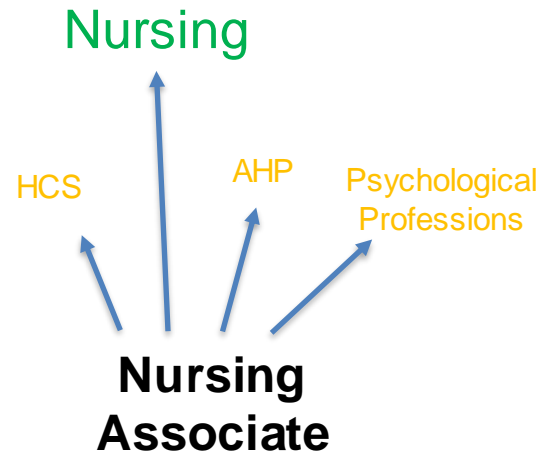 Nursing
HCS
AHP
Psychological
Professions
Nursing
Associate